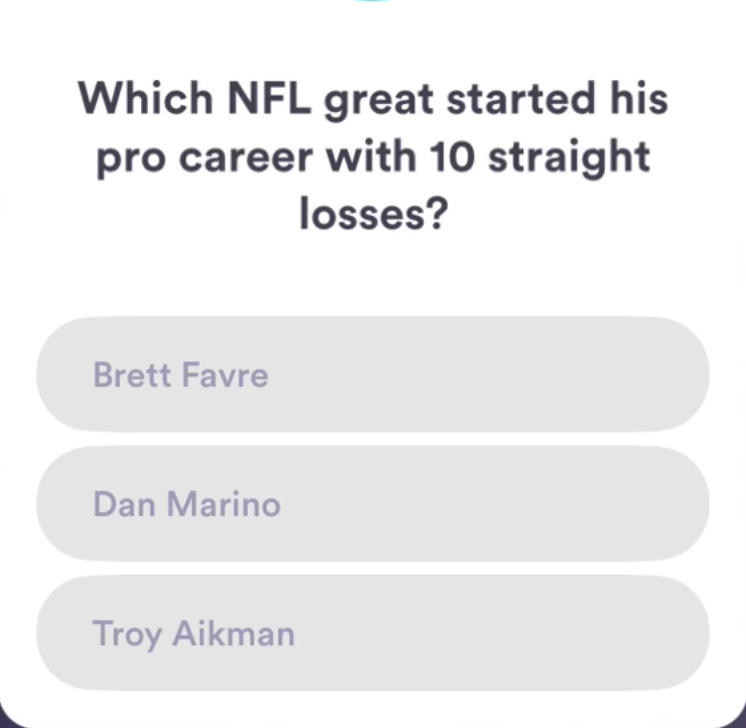 Which NFL great started his
pro career with 10 straight
losses?
Brett Favre
Dan Marino
Troy Aikman